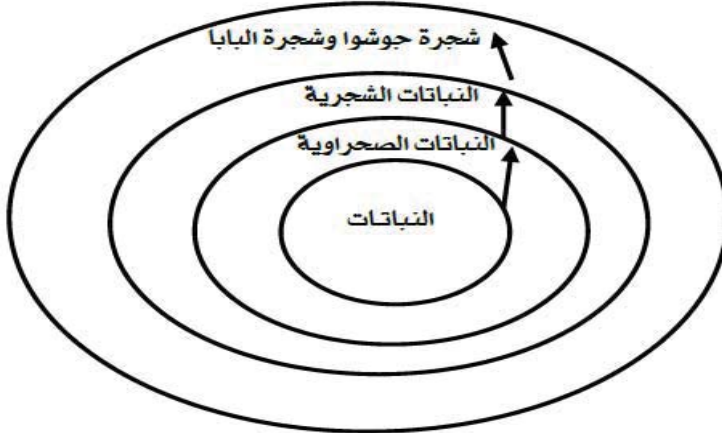 شجرة جوشوا وشجرة البابا
النباتات الشجرية
النباتات الصحراوية
النباتات